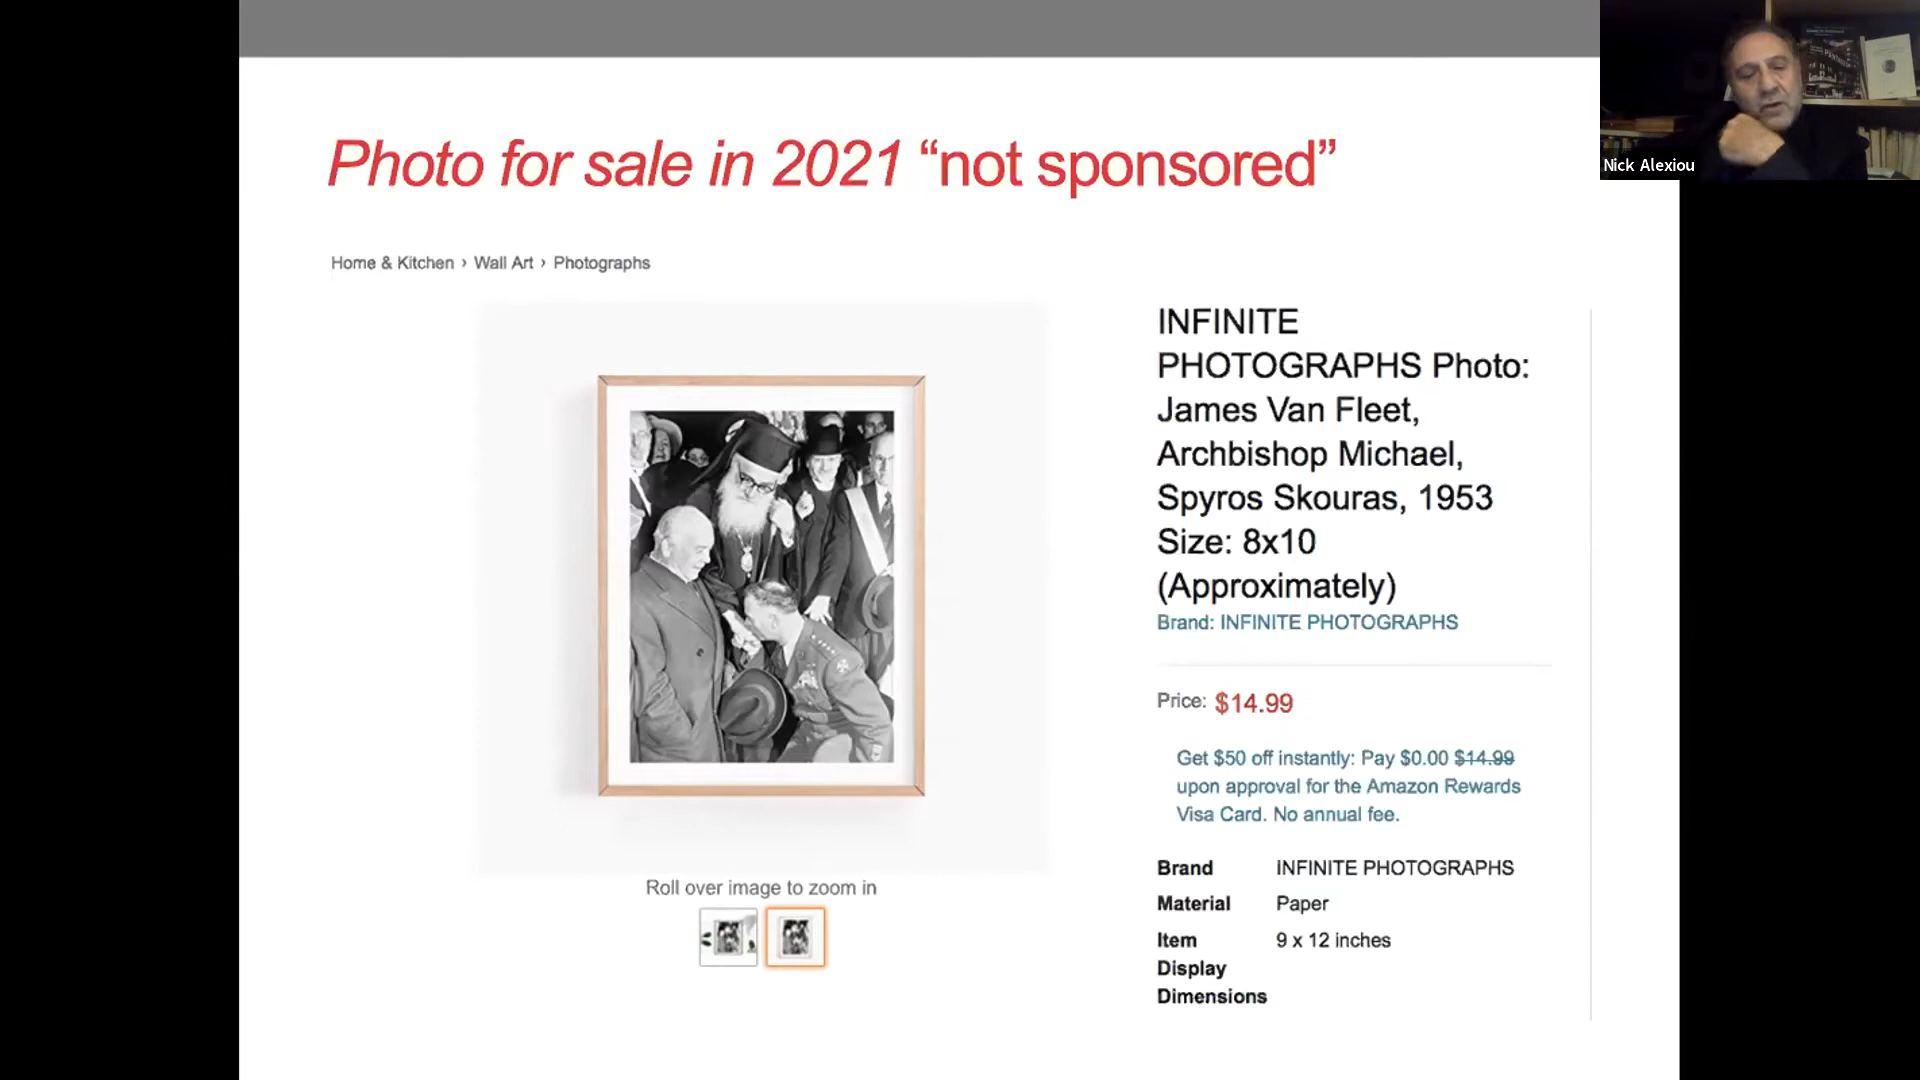 Photo for sale in 2021 “not sponsored”
Nick Alexiou
Home & Kitchen › Wall Art › Photographs
INFINITE
PHOTOGRAPHS Photo:
James Van Fleet,
Archbishop Michael,
Spyros Skouras, 1953
Size: 8x10
(Approximately)
Brand: INFINITE PHOTOGRAPHS
Price: $14.99
Get $50 off instantly: Pay $0.00 $14.99
upon approval for the Amazon Rewards
Visa Card. No annual fee.
Brand INFINITE PHOTOGRAPHS
Material Paper
Item 9 x 12 inches
Display
Dimensions
Roll over image to zoom in